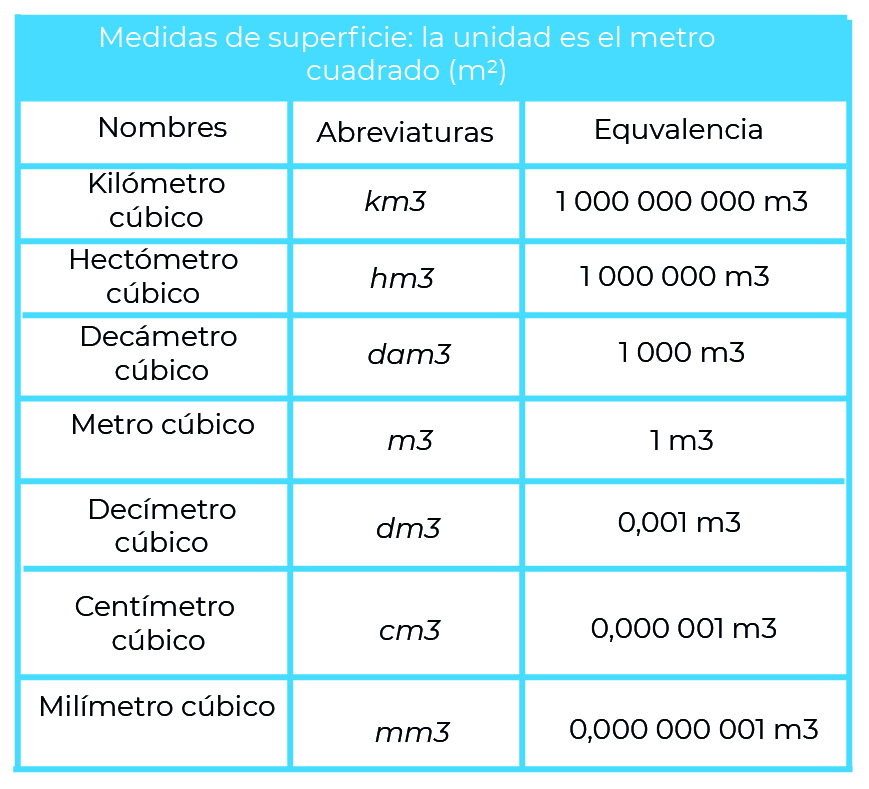 Medidas de superficie: la unidad es el metro
cuadrado (m²)
Nombres
Abreviaturas
Equvalencia
Kilómetro
cúbico
km3
1 000 000 000 m3
Hectómetro
cúbico
hm3
1 000 000 m3
Decámetro
cúbico
dam3
1 000 m3
Metro cúbico
m3
1 m3
Decímetro
cúbico
dm3
0,001 m3
Centímetro
cúbico
cm3
0,000 001 m3
Milímetro cúbico
mm3
0,000 000 001 m3